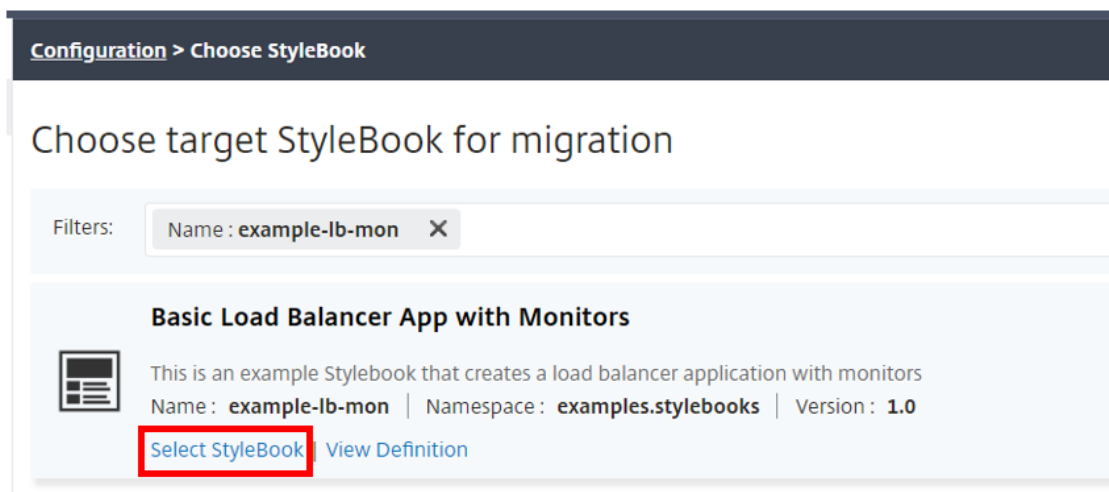 Configuration > Choose StyleBook
Choose target StyleBook for migration
Filters: Name : example-lb-mon ✕
Basic Load Balancer App with Monitors
This is an example Stylebook that creates a load balancer application with monitors
Name : example-lb-mon | Namespace : examples.stylebooks | Version : 1.0
Select StyleBook | View Definition